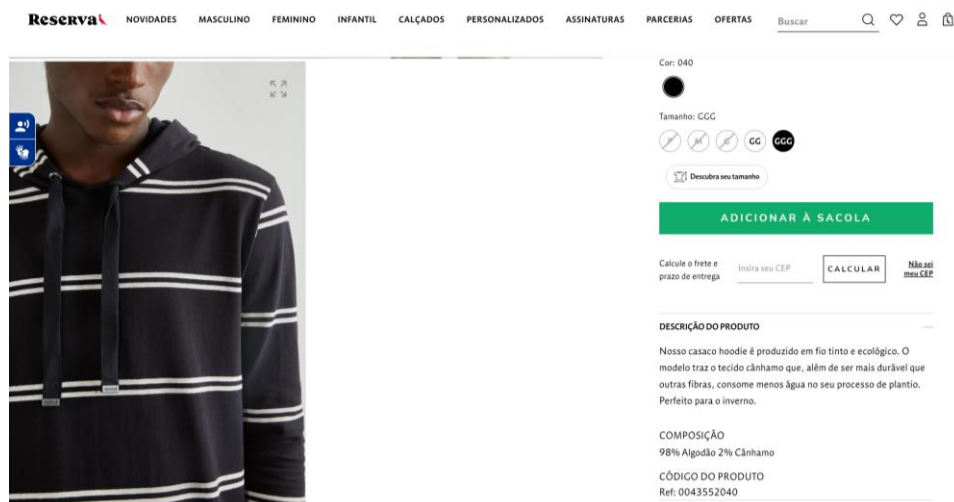 Reserva
NOVIDADES MASCULINO FEMININO INFANTIL CALÇADOS PERSONALIZADOS ASSINATURAS PARCERIAS OFERTAS Buscar
Cor: 040
Tamanho: GGG
P M G GG GGG
Descubra seu tamanho
ADICIONAR À SACOLA
Calcule o frete e
prazo de entrega
Insira seu CEP
CALCULAR
Não sei
meu CEP
DESCRIÇÃO DO PRODUTO
Nosso casaco hoodie é produzido em fio tinto e ecológico. O
modelo traz o tecido cânhamo que, além de ser mais durável que
outras fibras, consome menos água no seu processo de plantio.
Perfeito para o inverno.
COMPOSIÇÃO
98% Algodão 2% Cânhamo
CÓDIGO DO PRODUTO
Ref: 0043552040